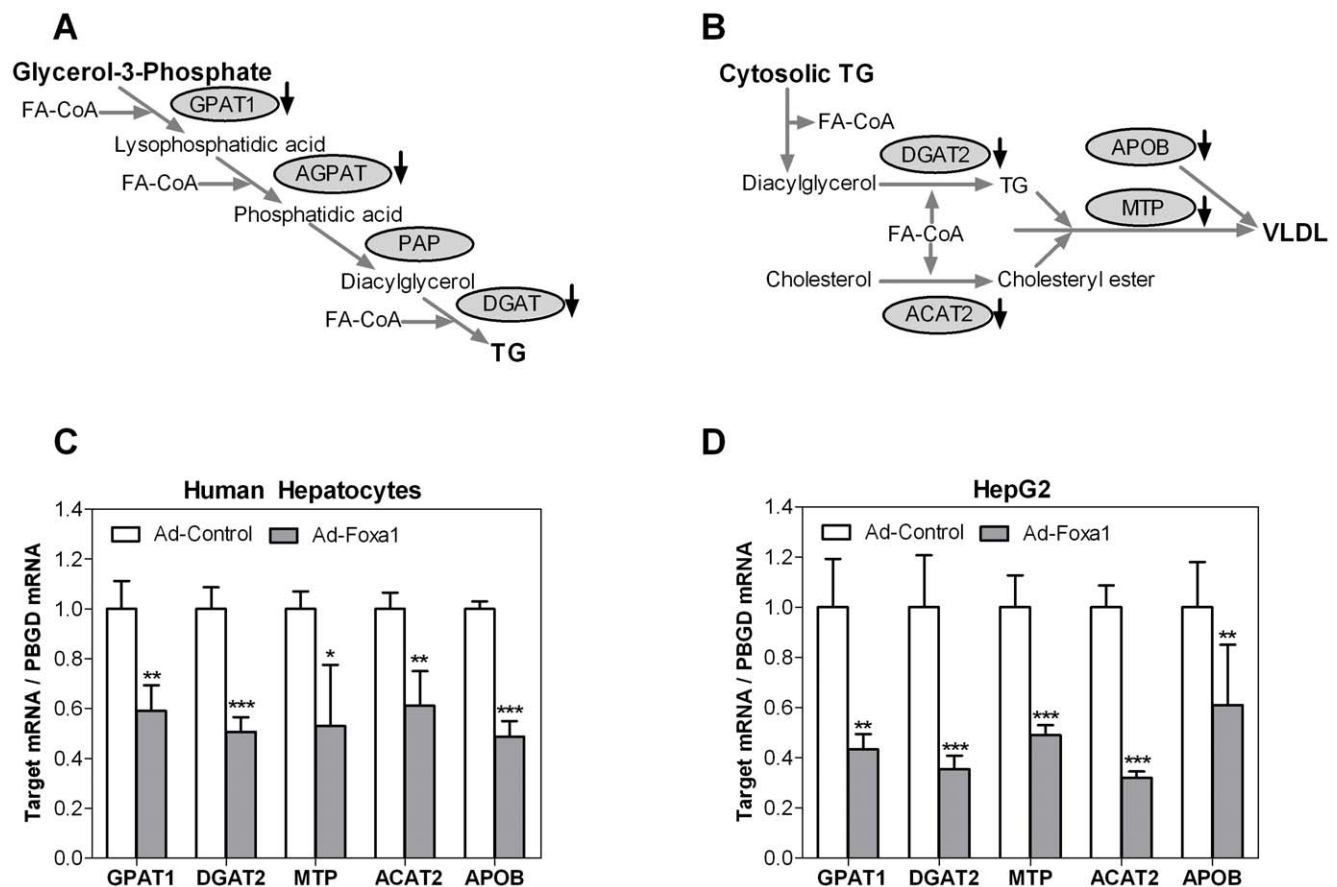 A
Glycerol-3-Phosphate
FA-CoA
GPAT1
Lysophosphatidic acid
FA-CoA
AGPAT
Phosphatidic acid
PAP
Diacylglycerol
FA-CoA
DGAT
TG
B
Cytosolic TG
FA-CoA
DGAT2
APOB
Diacylglycerol
TG
MTP
FA-CoA
VLDL
Cholesterol
Cholesteryl ester
ACAT2
C
Human Hepatocytes
Ad-Control
Ad-Foxa1
Target mRNA / PBGD mRNA
1.4
1.2
1.0
0.8
0.6
0.4
0.2
0.0
**
***
*
**
***
GPAT1 DGAT2 MTP ACAT2 APOB
D
HepG2
Ad-Control
Ad-Foxa1
Target mRNA / PBGD mRNA
1.4
1.2
1.0
0.8
0.6
0.4
0.2
0.0
**
***
***
***
**
GPAT1 DGAT2 MTP ACAT2 APOB